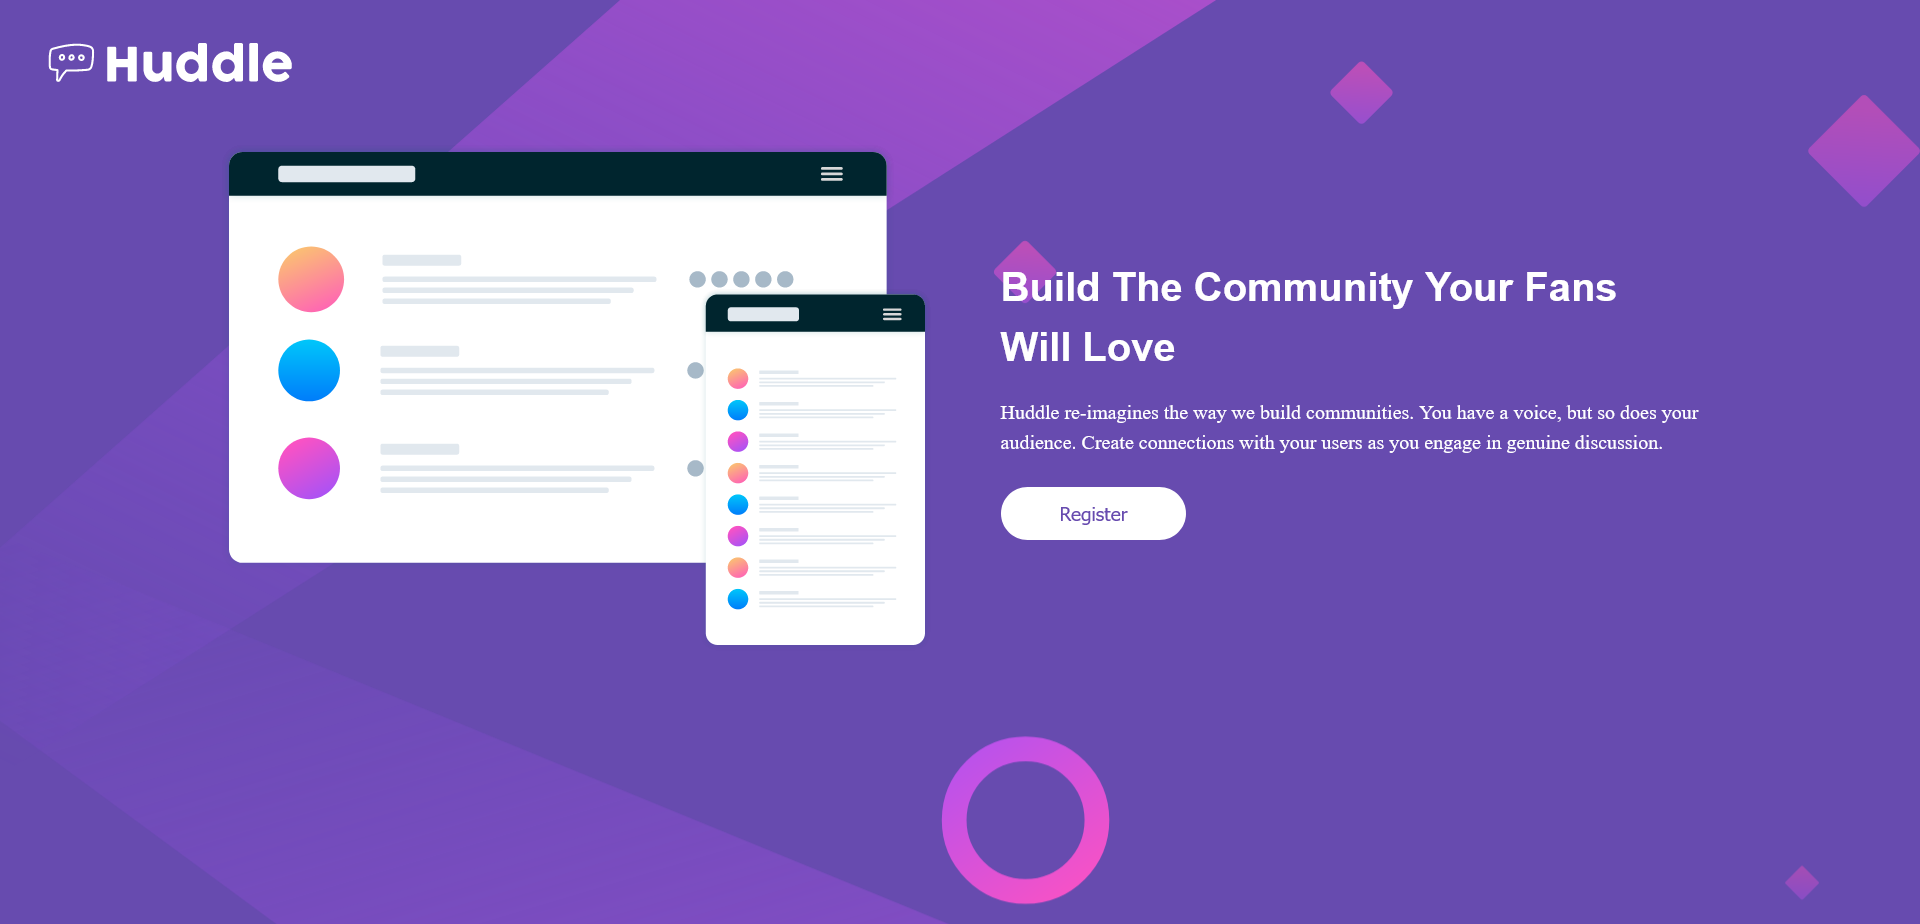 Huddle
Build The Community Your Fans
Will Love
Huddle re-imagines the way we build communities. You have a voice, but so does your
audience. Create connections with your users as you engage in genuine discussion.
Register